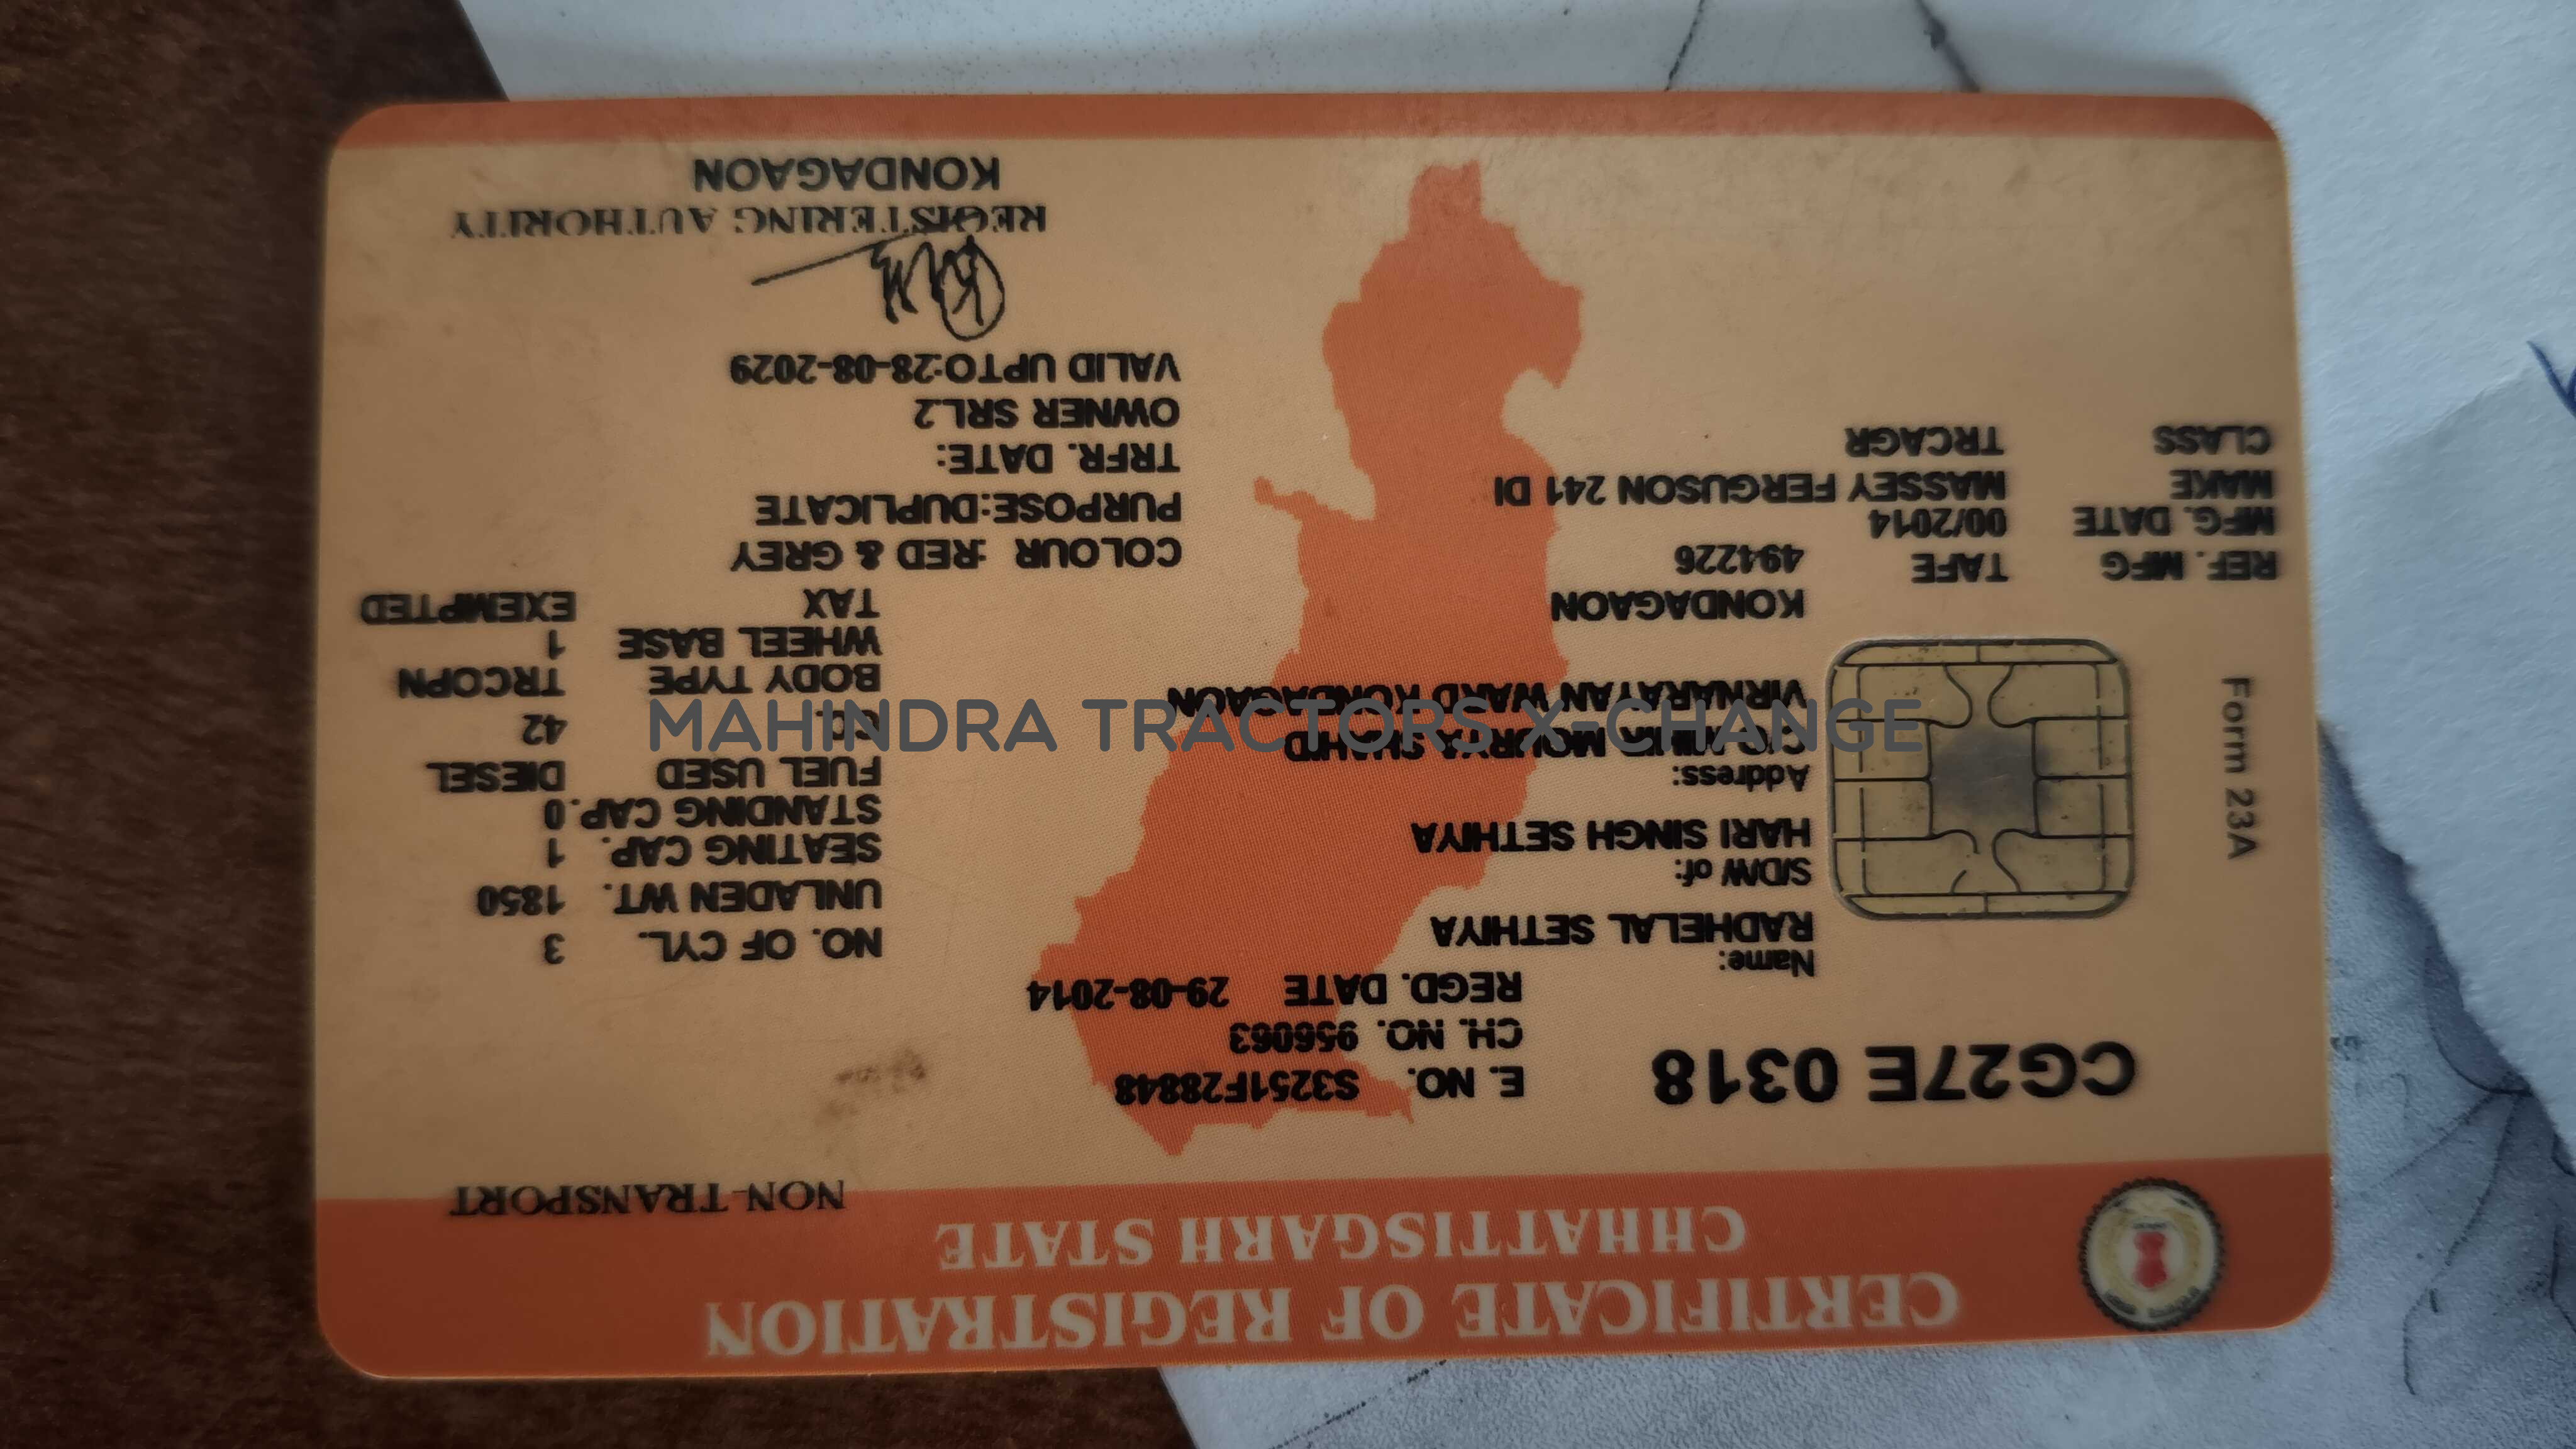 CERTIFICATE OF REGISTRATION
CHHATTISGARH STATE
NON-TRANSPORT
CG27E 0318
E. NO. S3251F28848
CH. NO. 956063
REGD. DATE 29-08-2014
Name:
RADHELAL SETHIYA
S/D/W of:
HARI SINGH SETHIYA
Address:
MOURYA SHAHID
VIRNARAYAN WARD KONDAGAON
KONDAGAON
494226
Form 23A
REF. MFG TAFE
MFG. DATE 00/2014
MAKE MASSEY FERGUSON 241 DI
CLASS TRCAGR
NO. OF CYL. 3
UNLADEN WT. 1850
SEATING CAP. 1
STANDING CAP. 0
FUEL USED DIESEL
CC. 42
BODY TYPE TRCOPN
WHEEL BASE 1
TAX EXEMPTED
COLOUR :RED & GREY
PURPOSE:DUPLICATE
TRFR. DATE:
OWNER SRL.2
VALID UPTO:28-08-2029
REGISTERING AUTHORITY
KONDAGAON
MAHINDRA TRACTORS X-CHANGE